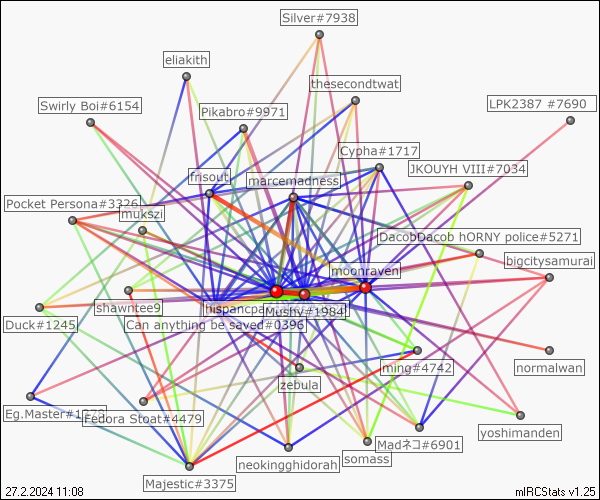 Silver#7938
eliakith
thesecondtwat
LPK2387 #7690
Swirly Boi#6154
Pikabro#9971
Cypha#1717
JKOUYH VIII#7034
frisout
marcemadness
Pocket Persona#3326
mukszi
DacobDacob hORNY police#5271
bigcitysamurai
moonraven
shawntee9
Mushy#1984
Duck#1245
Can anything be saved#0396
normalwan
ming#4742
zebula
Eg.Master#1378
Fedora Stoat#4479
yoshimanden
Madネコ#6901
somass
neokingghidorah
Majestic#3375
27.2.2024 11:08
mIRCStats v1.25